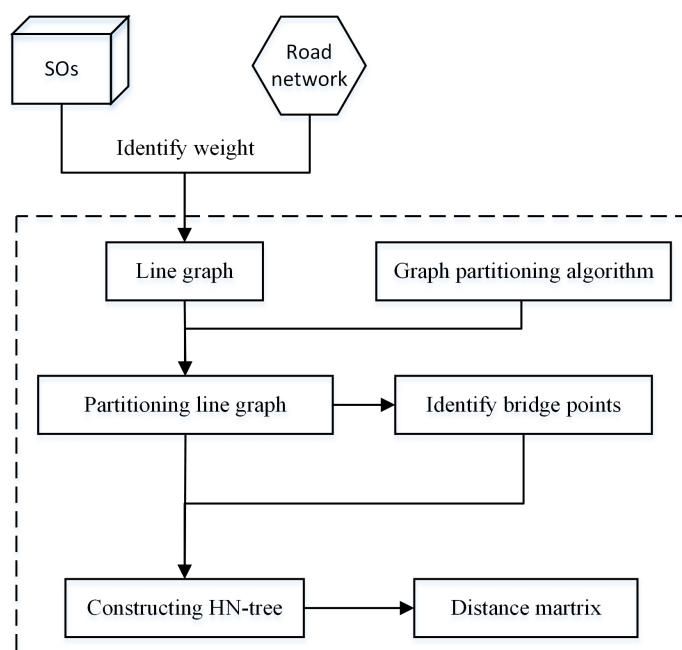 SOs
Road
network
Identify weight
Line graph
Graph partitioning algorithm
Partitioning line graph
Identify bridge points
Constructing HN-tree
Distance martrix